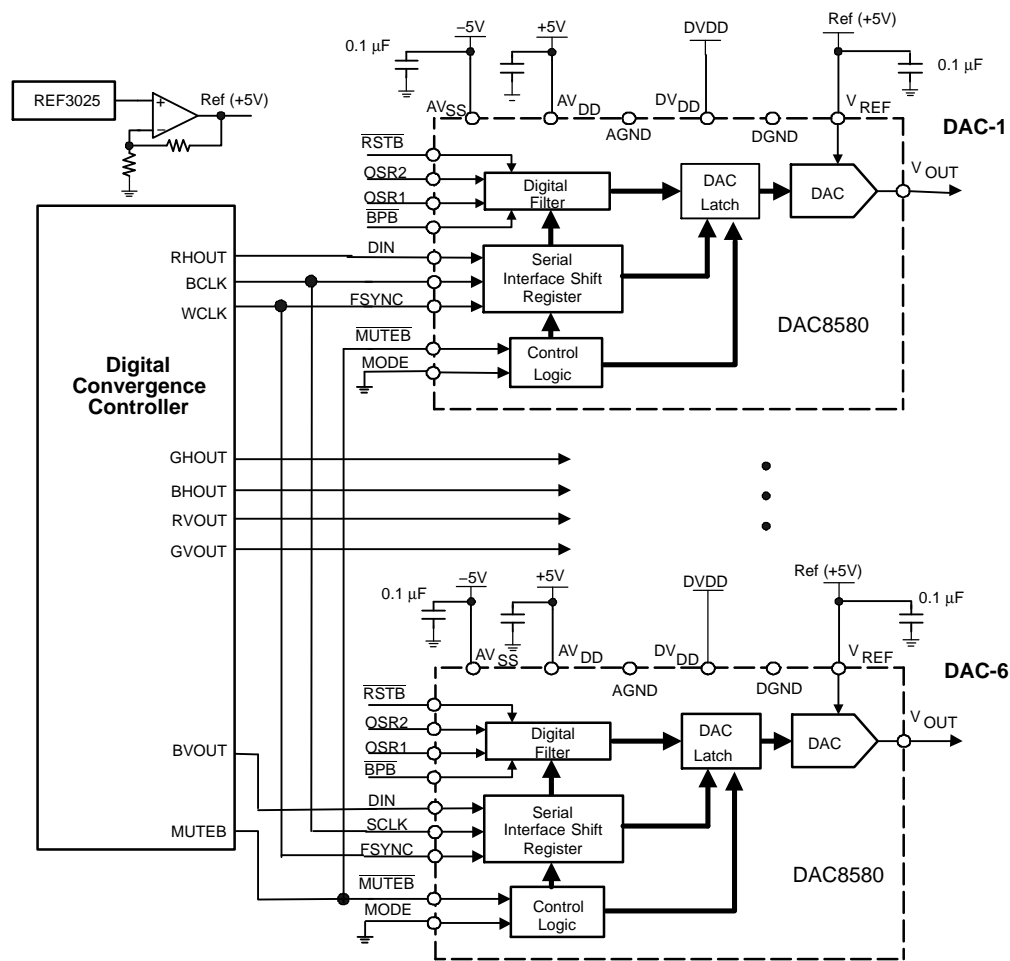 –5V
+5V
DVDD
Ref (+5V)
0.1 μF
0.1 μF
REF3025
+
–
Ref (+5V)
AVSS
AVDD
DVDD
VREF
AGND
DGND
DAC-1
RSTB
OSR2
OSR1
BPB
Digital
Filter
DAC
Latch
DAC
VOUT
RHOUT
BCLK
WCLK
DIN
FSYNC
Serial
Interface Shift
Register
DAC8580
MUTEB
MODE
Control
Logic
Digital
Convergence
Controller
GHOUT
BHOUT
RVOUT
GVOUT
–5V
+5V
DVDD
Ref (+5V)
0.1 μF
0.1 μF
AVSS
AVDD
DVDD
VREF
AGND
DGND
DAC-6
RSTB
OSR2
OSR1
BPB
Digital
Filter
DAC
Latch
DAC
VOUT
BVOUT
MUTEB
DIN
SCLK
FSYNC
Serial
Interface Shift
Register
DAC8580
MUTEB
MODE
Control
Logic